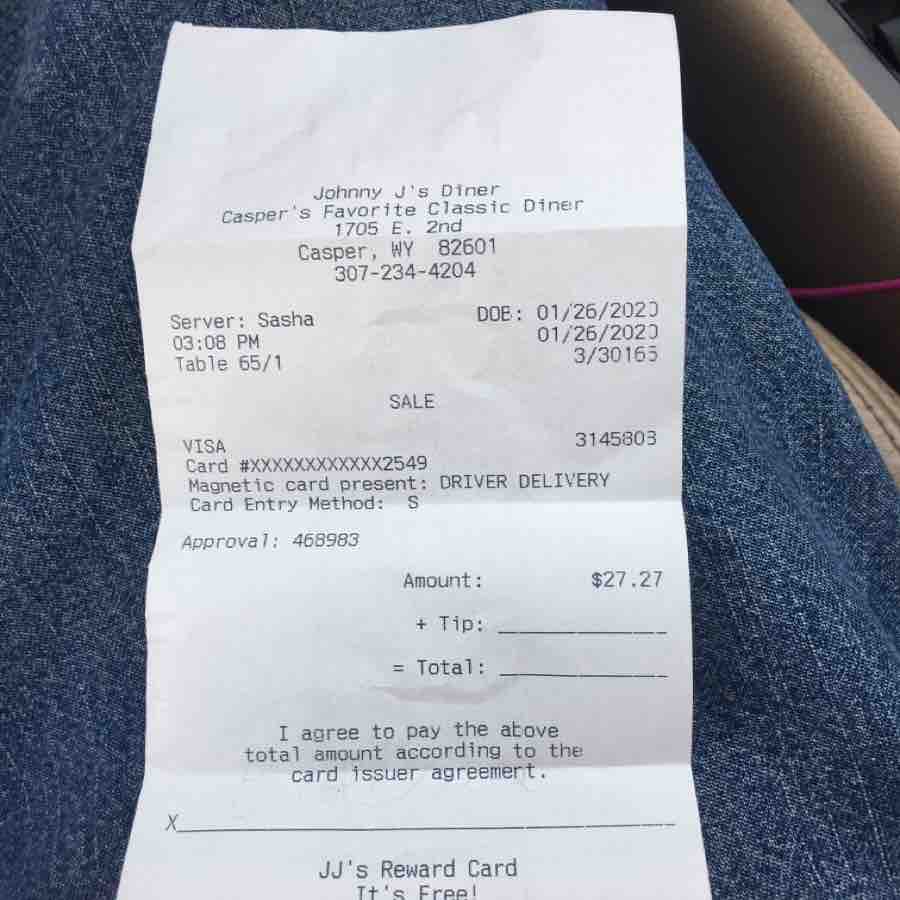 Johnny J's Diner
Casper's Favorite Classic Diner
1705 E. 2nd
Casper, WY 82601
307-234-4204
Server: Sasha DOB: 01/26/2020
03:08 PM 01/26/2020
Table 65/1 3/30165
SALE
VISA 3145803
Card #XXXXXXXXXXXX2549
Magnetic card present: DRIVER DELIVERY
Card Entry Method: S
Approval: 468983
Amount: $27.27
+ Tip: ____________
= Total: ____________
I agree to pay the above
total amount according to the
card issuer agreement.
X____________________________________
JJ's Reward Card
It's Free!